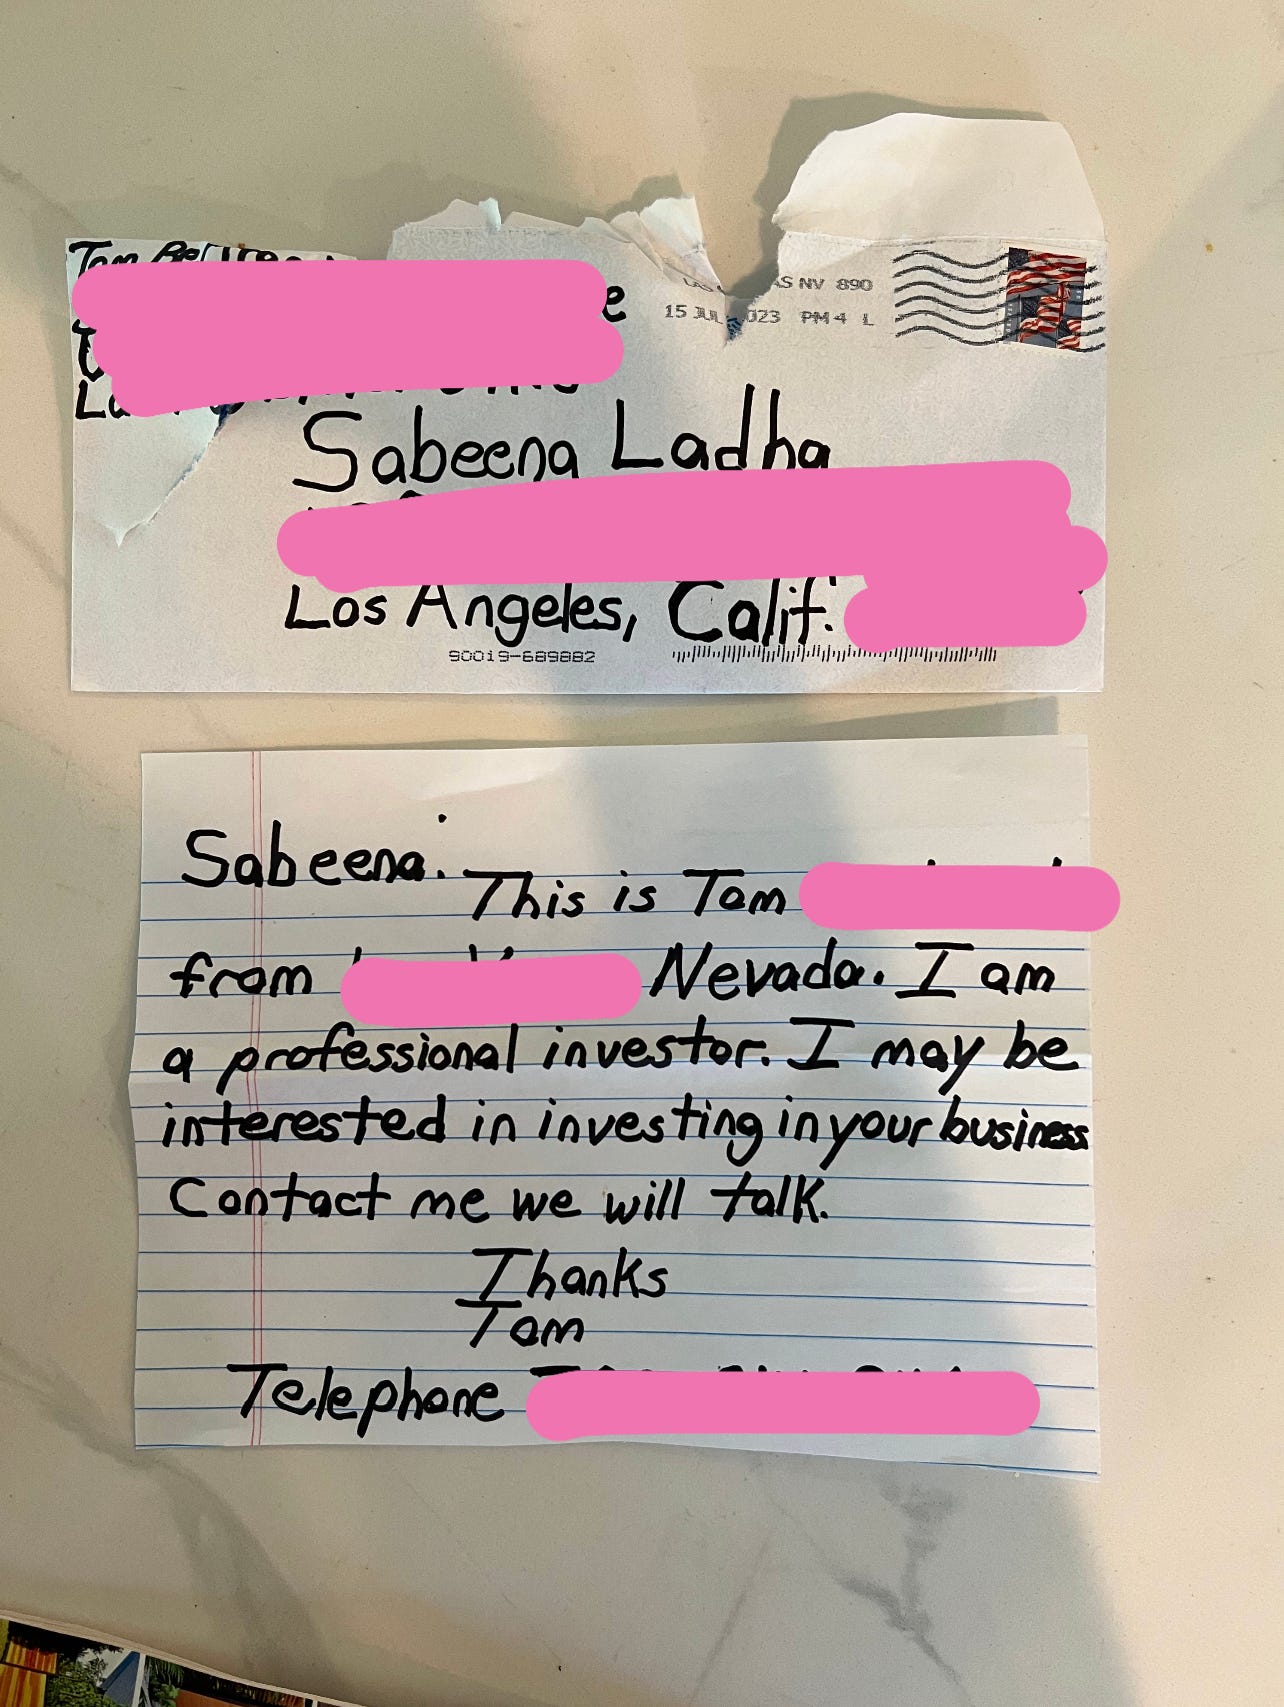 Tom
AS NV 890
15 JUL 2023 PM 4 L
Sabeena Ladha
Los Angeles, Calif.
90019-689882
Sabeena.
This is Tom
from Nevada. I am
a professional investor. I may be
interested in investing in your business
Contact me we will talk.
Thanks
Tom
Telephone